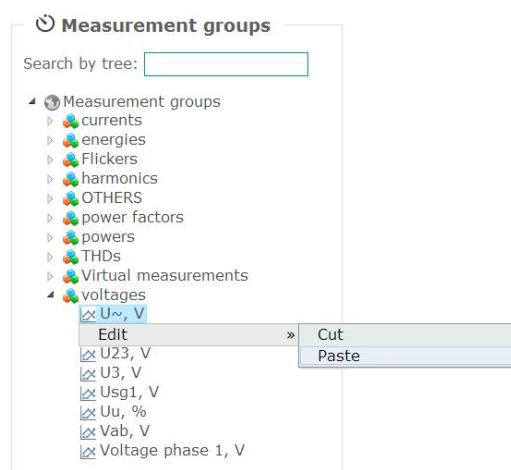 Measurement groups
Search by tree:
Measurement groups
currents
energies
Flickers
harmonics
OTHERS
power factors
powers
THDs
Virtual measurements
voltages
U~, V
Edit » Cut
Paste
U23, V
U3, V
Usg1, V
Uu, %
Vab, V
Voltage phase 1, V